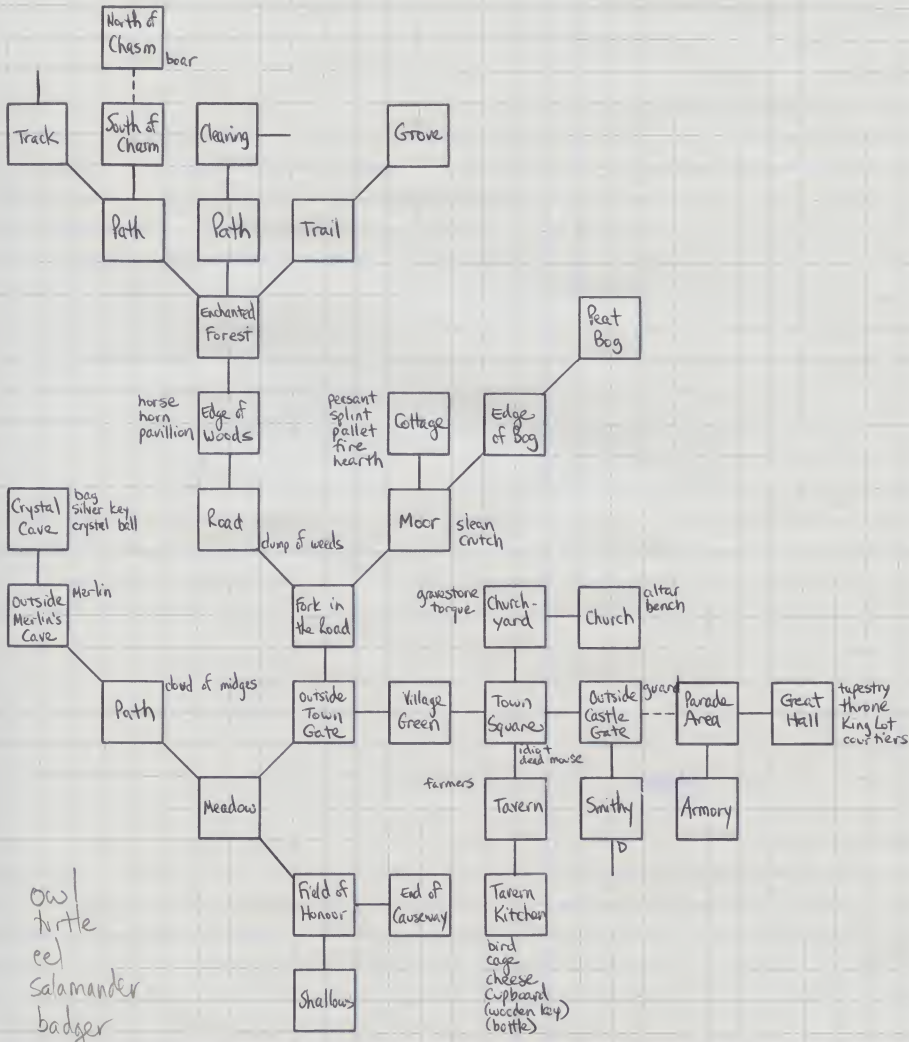 North of
Chasm
boar
Track
South of
Chasm
Clearing
Grove
Path
Path
Trail
Enchanted
Forest
Peat
Bog
horse
horn
pavillion
Edge of
Woods
peasant
splint
pallet
fire
hearth
Cottage
Edge
of Bog
Crystal
Cave
bag
silver key
crystal ball
Road
clump of weeds
Moor
slean
crutch
Outside
Merlin's
Cave
Merlin
Fork in
the Road
gravestone
torque
Church-
yard
Church
altar
bench
Path
cloud of midges
Outside
Town
Gate
Village
Green
Town
Square
idiot
dead mouse
Outside
Castle
Gate
guard
Parade
Area
Great
Hall
tapestry
throne
King Lot
courtiers
Meadow
farmers
Tavern
Smithy
D
Armory
Field of
Honour
End of
Causeway
Tavern
Kitchen
bird
cage
cheese
Cupboard
(wooden key)
(bottle)
Shallows
owl
turtle
eel
salamander
badger